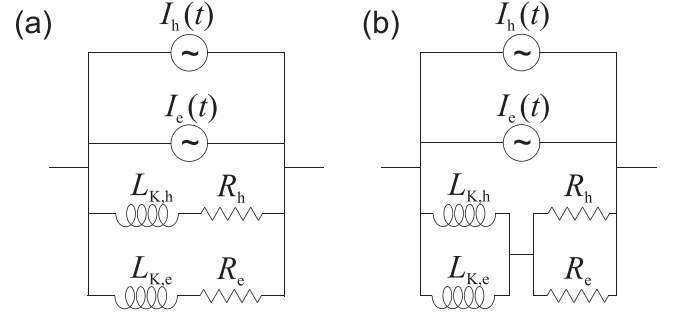 (a) I_h(t) (b) I_h(t)
I_e(t) I_e(t)
~ ~
~ ~
L_K,h R_h L_K,h R_h
L_K,e R_e L_K,e R_e